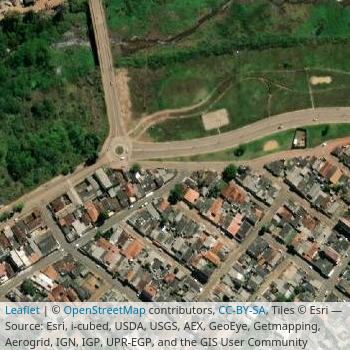 Leaflet | © OpenStreetMap contributors, CC-BY-SA, Tiles © Esri —
Source: Esri, i-cubed, USDA, USGS, AEX, GeoEye, Getmapping,
Aerogrid, IGN, IGP, UPR-EGP, and the GIS User Community